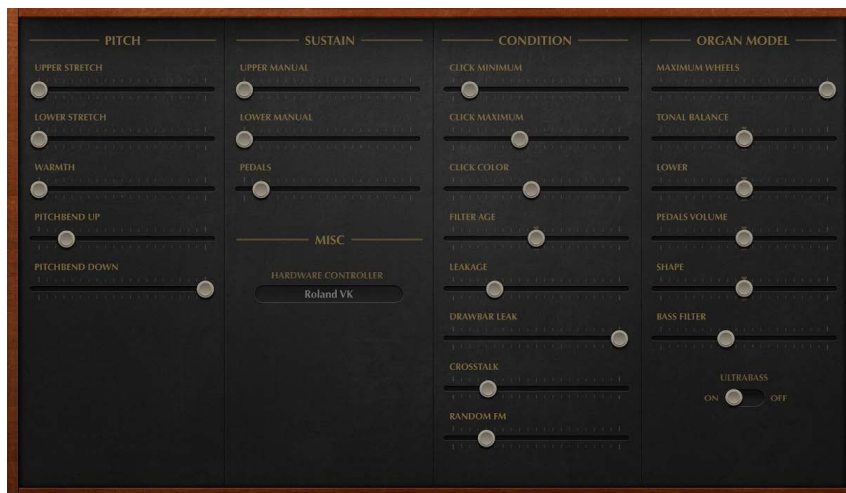 PITCH
UPPER STRETCH
LOWER STRETCH
WARMTH
PITCHBEND UP
PITCHBEND DOWN
SUSTAIN
UPPER MANUAL
LOWER MANUAL
PEDALS
MISC
HARDWARE CONTROLLER
Roland VK
CONDITION
CLICK MINIMUM
CLICK MAXIMUM
CLICK COLOR
FILTER AGE
LEAKAGE
DRAWBAR LEAK
CROSSTALK
RANDOM FM
ORGAN MODEL
MAXIMUM WHEELS
TONAL BALANCE
LOWER
PEDALS VOLUME
SHAPE
BASS FILTER
ULTRABASS
ON OFF